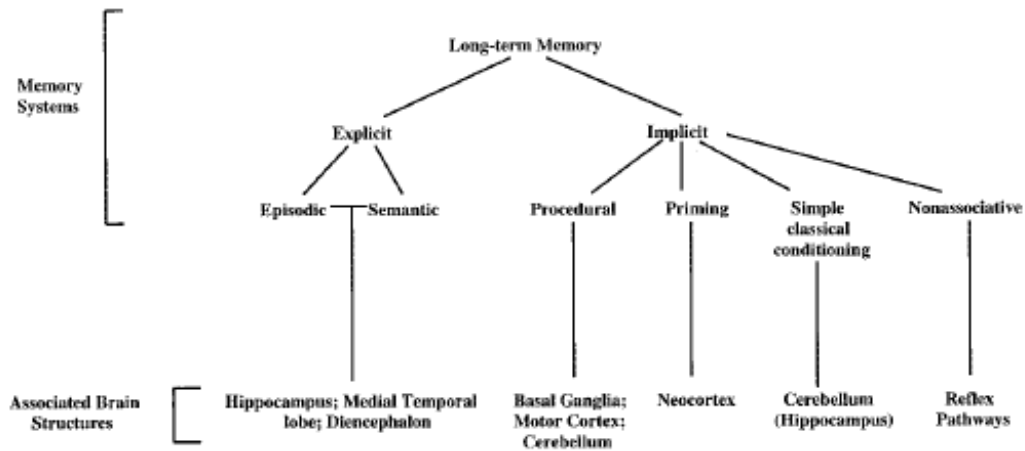 Long-term Memory
Memory
Systems
Explicit
Implicit
Episodic
Semantic
Procedural
Priming
Simple
classical
conditioning
Nonassociative
Associated Brain
Structures
Hippocampus; Medial Temporal
lobe; Diencephalon
Basal Ganglia;
Motor Cortex;
Cerebellum
Neocortex
Cerebellum
(Hippocampus)
Reflex
Pathways